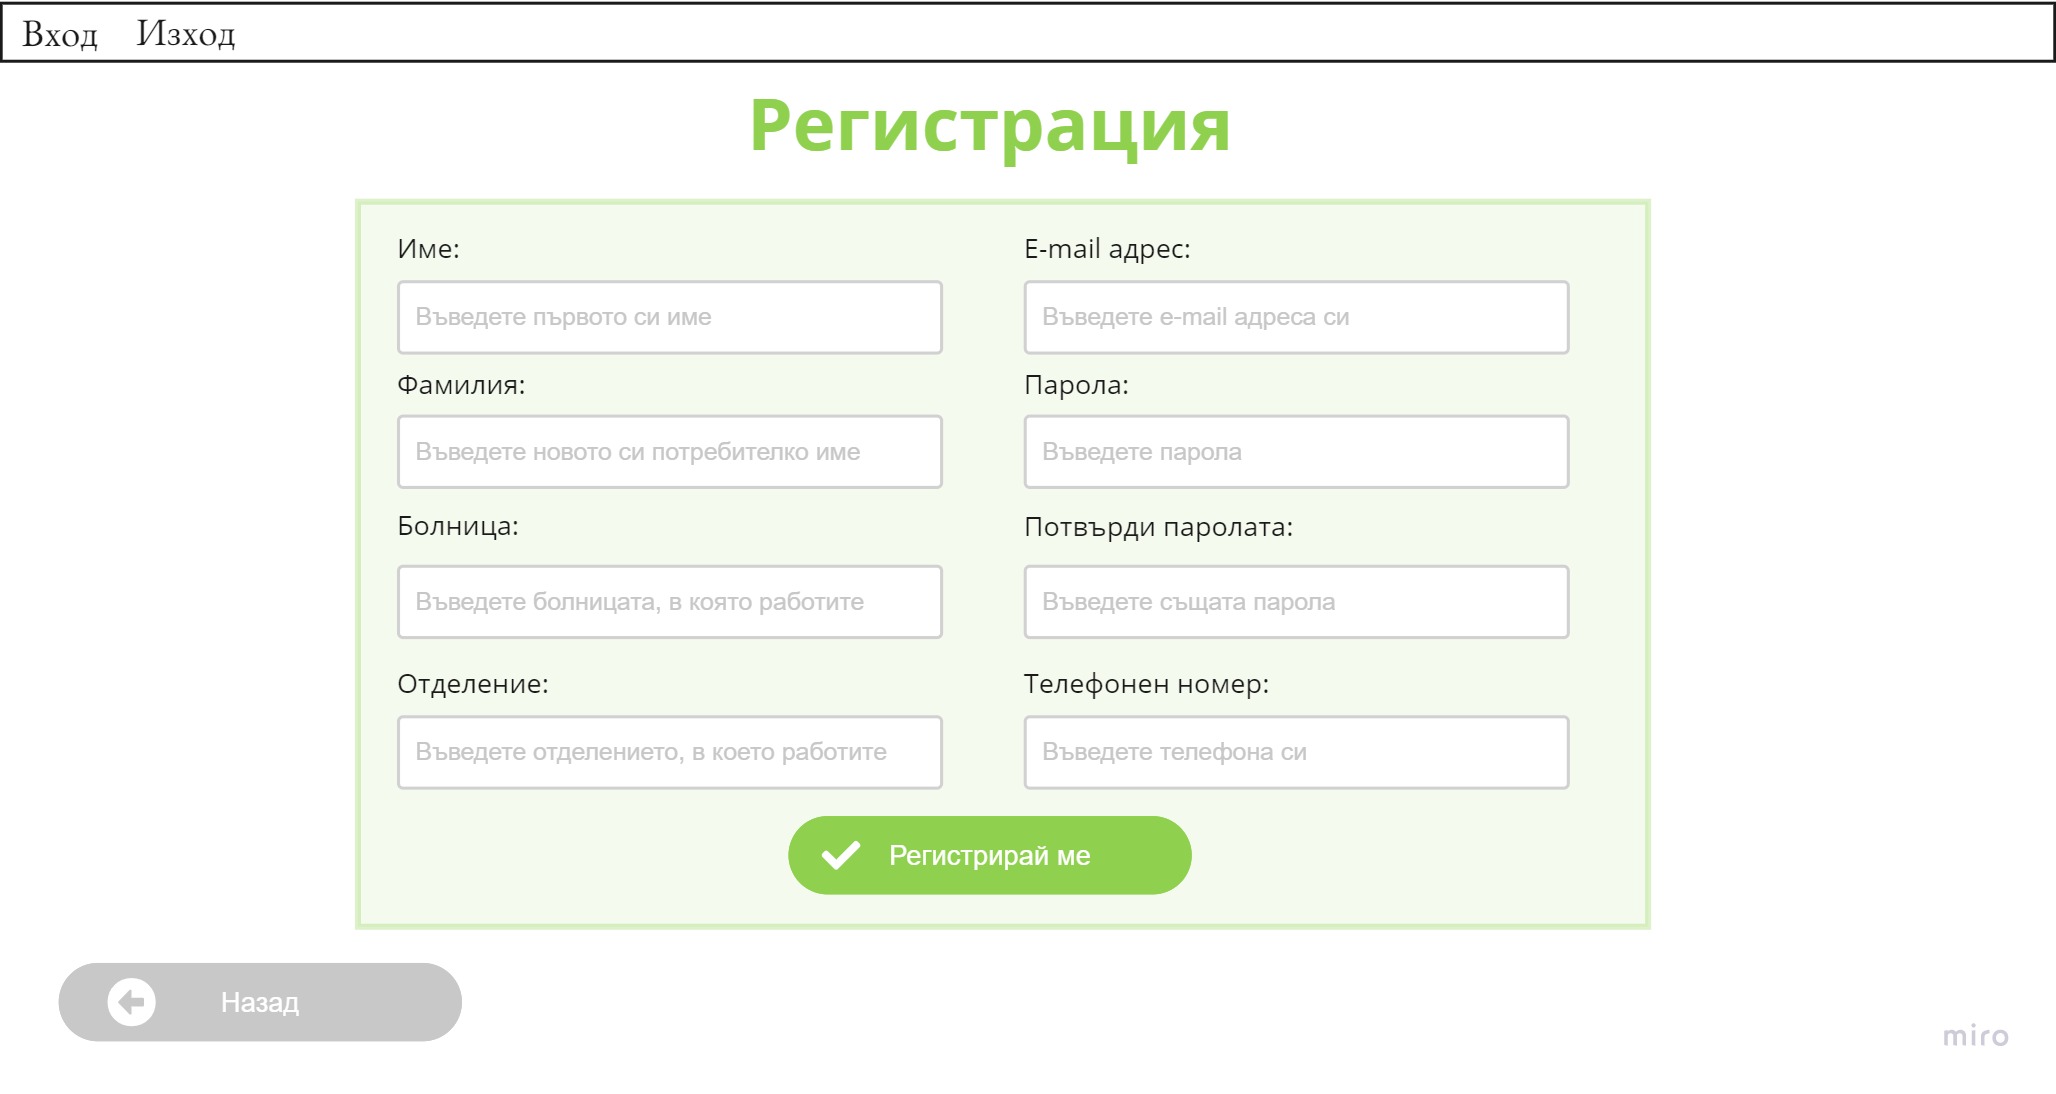 Вход Изход
Регистрация
Име:
Въведете първото си име
Фамилия:
Въведете новото си потребителко име
Болница:
Въведете болницата, в която работите
Отделение:
Въведете отделението, в което работите
E-mail адрес:
Въведете e-mail адреса си
Парола:
Въведете парола
Потвърди паролата:
Въведете същата парола
Телефонен номер:
Въведете телефона си
Регистрирай ме
Назад
miro